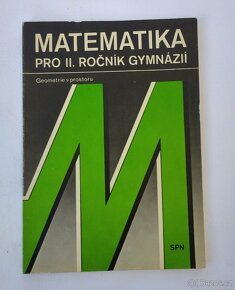 MATEMATIKA
PRO II. ROČNÍK GYMNÁZIÍ
Geometrie v prostoru
SPN